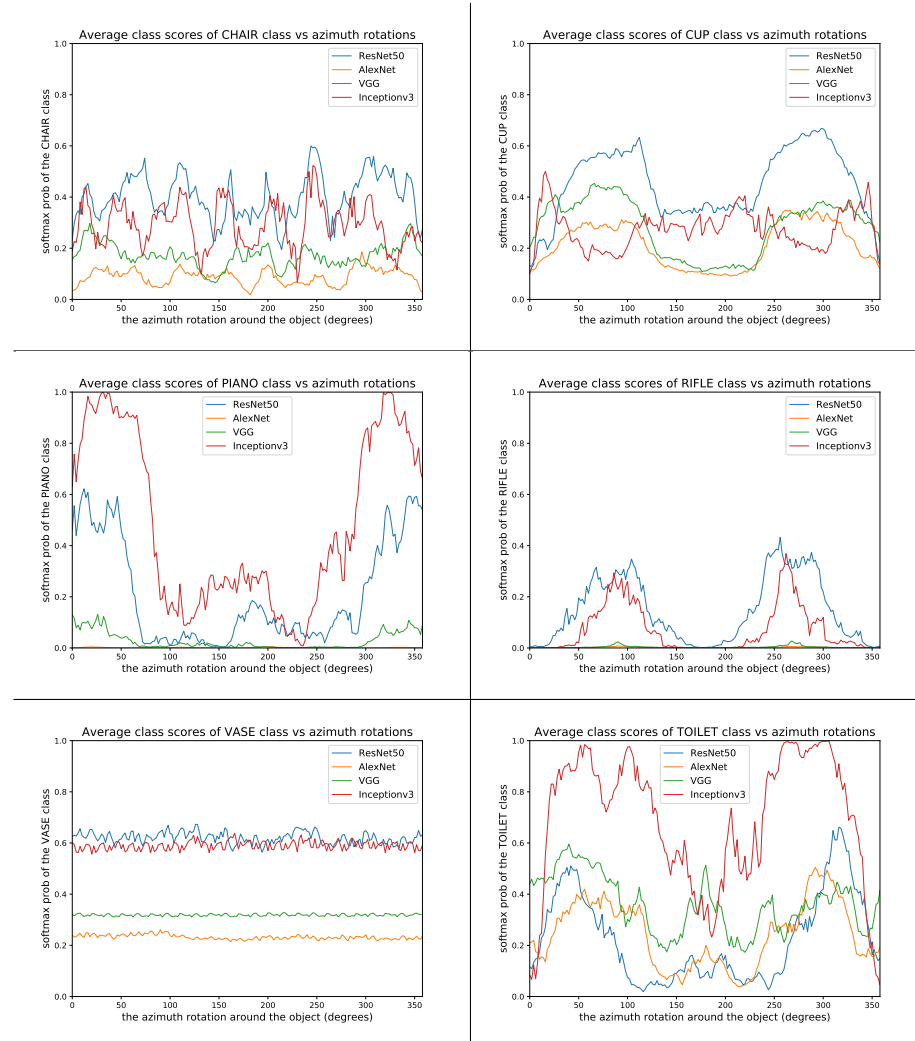 Average class scores of CHAIR class vs azimuth rotations
softmax prob of the CHAIR class
1.0
0.8
0.6
0.4
0.2
0.0
ResNet50
AlexNet
VGG
Inceptionv3
0 50 100 150 200 250 300 350
the azimuth rotation around the object (degrees)
Average class scores of CUP class vs azimuth rotations
softmax prob of the CUP class
1.0
0.8
0.6
0.4
0.2
0.0
ResNet50
AlexNet
VGG
Inceptionv3
0 50 100 150 200 250 300 350
the azimuth rotation around the object (degrees)
Average class scores of PIANO class vs azimuth rotations
softmax prob of the PIANO class
1.0
0.8
0.6
0.4
0.2
0.0
ResNet50
AlexNet
VGG
Inceptionv3
0 50 100 150 200 250 300 350
the azimuth rotation around the object (degrees)
Average class scores of RIFLE class vs azimuth rotations
softmax prob of the RIFLE class
1.0
0.8
0.6
0.4
0.2
0.0
ResNet50
AlexNet
VGG
Inceptionv3
0 50 100 150 200 250 300 350
the azimuth rotation around the object (degrees)
Average class scores of VASE class vs azimuth rotations
softmax prob of the VASE class
1.0
0.8
0.6
0.4
0.2
0.0
ResNet50
AlexNet
VGG
Inceptionv3
0 50 100 150 200 250 300 350
the azimuth rotation around the object (degrees)
Average class scores of TOILET class vs azimuth rotations
softmax prob of the TOILET class
1.0
0.8
0.6
0.4
0.2
0.0
ResNet50
AlexNet
VGG
Inceptionv3
0 50 100 150 200 250 300 350
the azimuth rotation around the object (degrees)